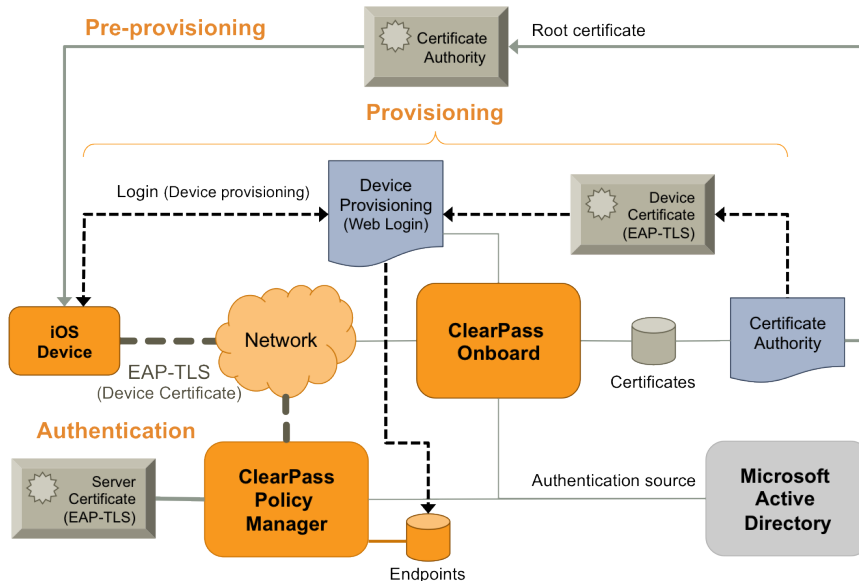 Pre-provisioning
Certificate
Authority
Root certificate
Provisioning
Login (Device provisioning)
Device
Provisioning
(Web Login)
Device
Certificate
(EAP-TLS)
iOS
Device
Network
ClearPass
Onboard
Certificates
Certificate
Authority
EAP-TLS
(Device Certificate)
Authentication
Server
Certificate
(EAP-TLS)
ClearPass
Policy
Manager
Authentication source
Microsoft
Active
Directory
Endpoints